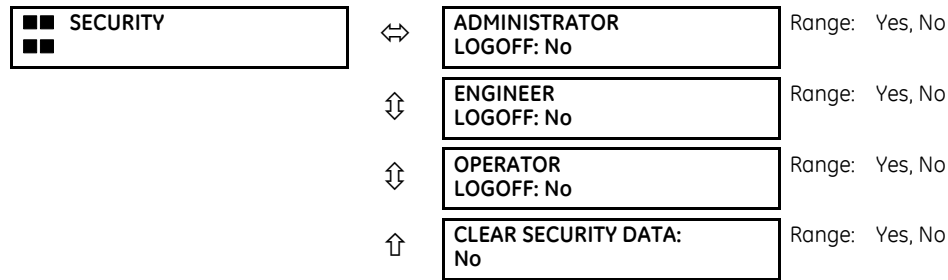 ■■ SECURITY
■■
⬄ ADMINISTRATOR
LOGOFF: No
Range: Yes, No
⇳ ENGINEER
LOGOFF: No
Range: Yes, No
⇳ OPERATOR
LOGOFF: No
Range: Yes, No
⇧ CLEAR SECURITY DATA:
No
Range: Yes, No